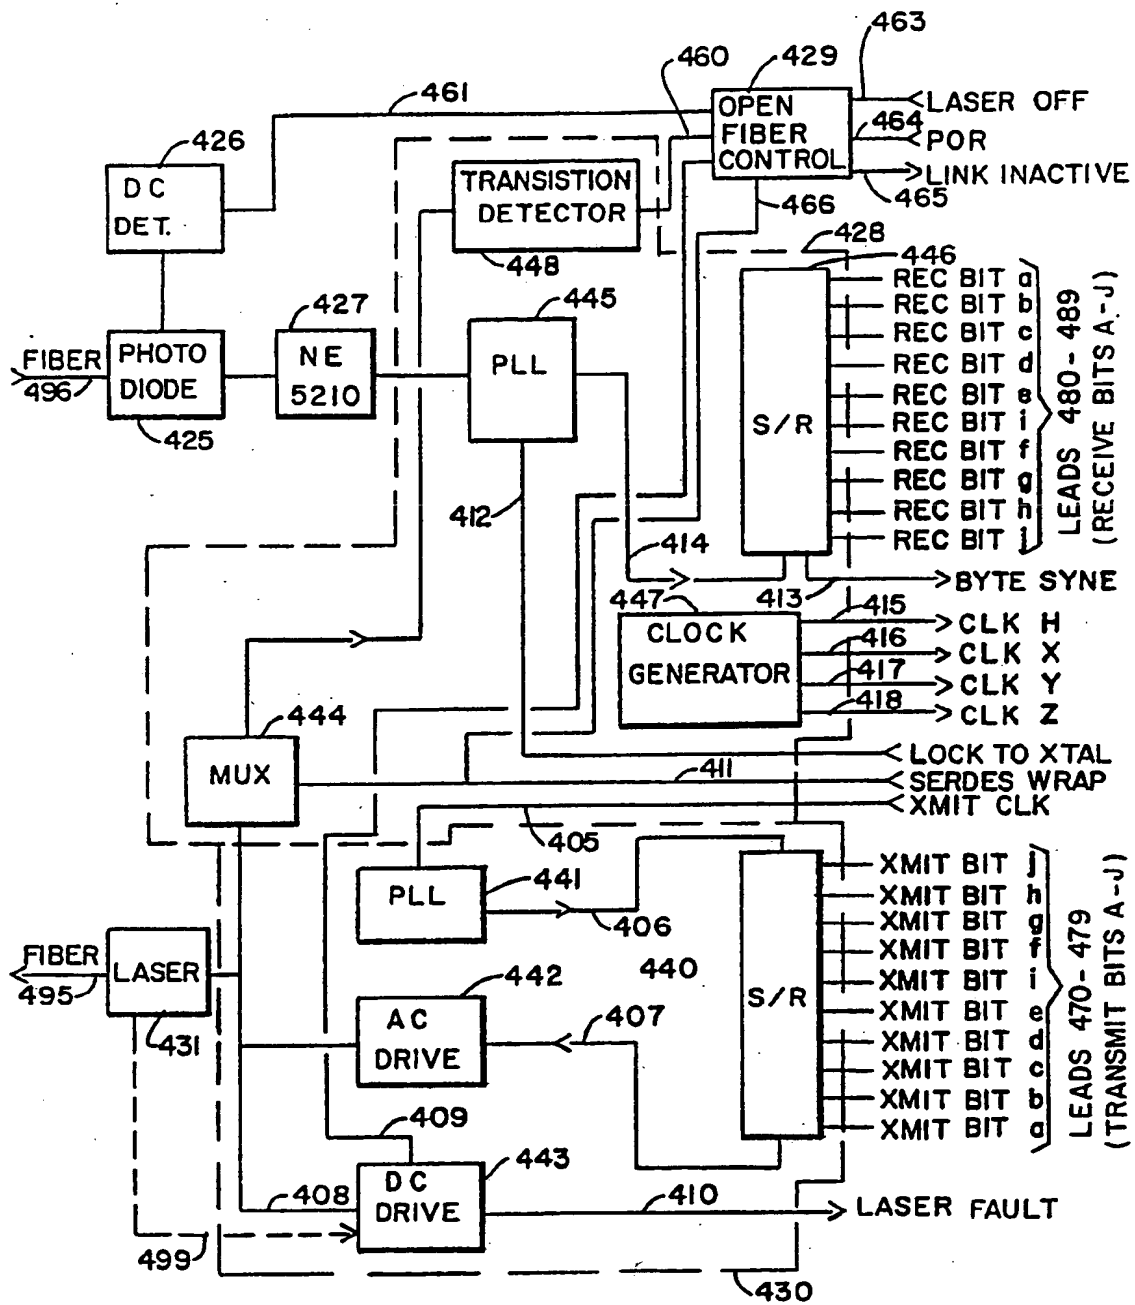 463
460
429
461
OPEN
FIBER
CONTROL
LASER OFF
464
POR
LINK INACTIVE
465
466
426
DC
DET.
TRANSISTION
DETECTOR
448
428
446
445
427
FIBER
496
PHOTO
DIODE
425
NE
5210
PLL
412
414
S/R
REC BIT a
REC BIT b
REC BIT c
REC BIT d
REC BIT e
REC BIT i
REC BIT f
REC BIT g
REC BIT h
REC BIT j
LEADS 480-489
(RECEIVE BITS A-J)
413
BYTE SYNE
447
CLOCK
GENERATOR
415
CLK H
416
CLK X
417
CLK Y
418
CLK Z
444
MUX
LOCK TO XTAL
411
SERDES WRAP
XMIT CLK
405
PLL
441
406
440
S/R
XMIT BIT j
XMIT BIT h
XMIT BIT g
XMIT BIT f
XMIT BIT i
XMIT BIT e
XMIT BIT d
XMIT BIT c
XMIT BIT b
XMIT BIT a
LEADS 470-479
(TRANSMIT BITS A-J)
FIBER
495
LASER
431
442
AC
DRIVE
407
409
443
DC
DRIVE
408
410
LASER FAULT
499
430